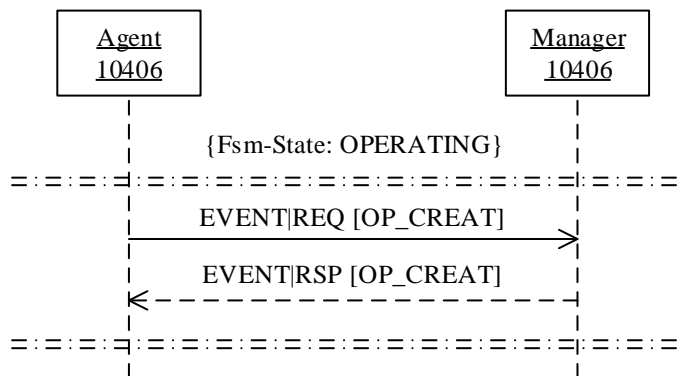 Agent
10406
Manager
10406
{Fsm-State: OPERATING}
EVENT|REQ [OP_CREAT]
EVENT|RSP [OP_CREAT]